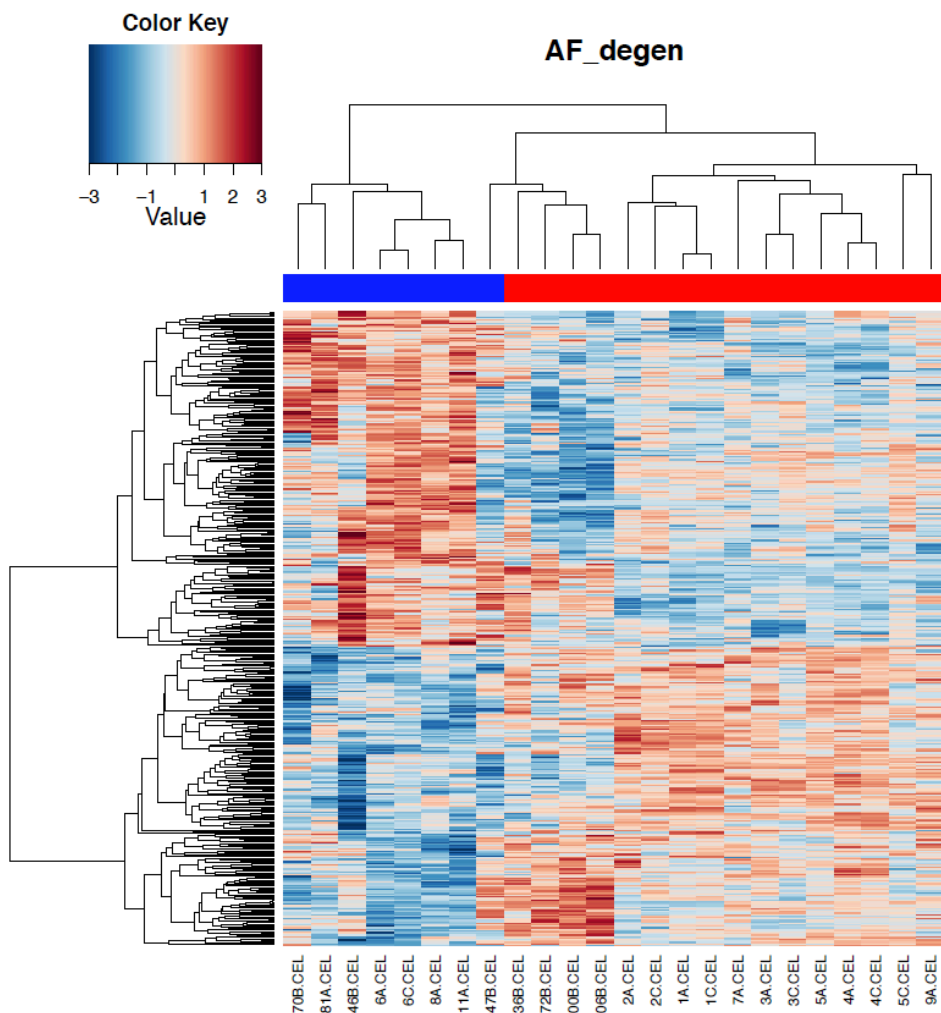 Color Key
AF_degen
−3 −1 1 2 3
Value
70B.CEL
81A.CEL
46B.CEL
6A.CEL
6C.CEL
8A.CEL
11A.CEL
47B.CEL
36B.CEL
72B.CEL
00B.CEL
06B.CEL
2A.CEL
2C.CEL
1A.CEL
1C.CEL
7A.CEL
3A.CEL
3C.CEL
5A.CEL
4A.CEL
4C.CEL
5C.CEL
9A.CEL